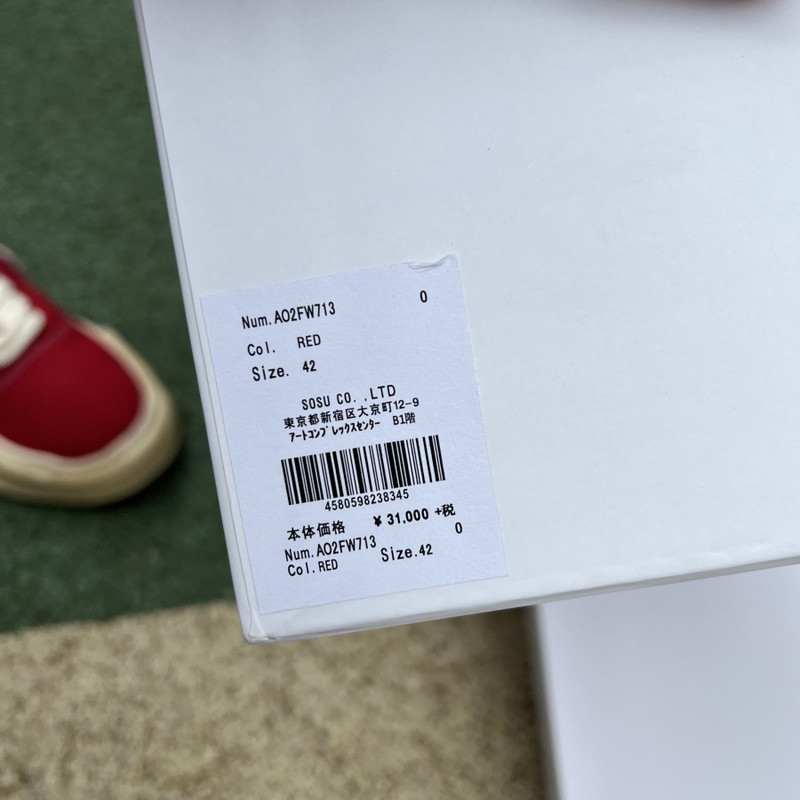 Num.AO2FW713 0
Col. RED
Size. 42
SOSU CO.,LTD
東京都新宿区大京町12-9
ｱｰﾄｺﾝﾌﾟﾚｯｸｽｾﾝﾀｰ B1階
4580598238345
本体価格 ¥31,000 +税
Num.AO2FW713 Size.42 0
Col.RED